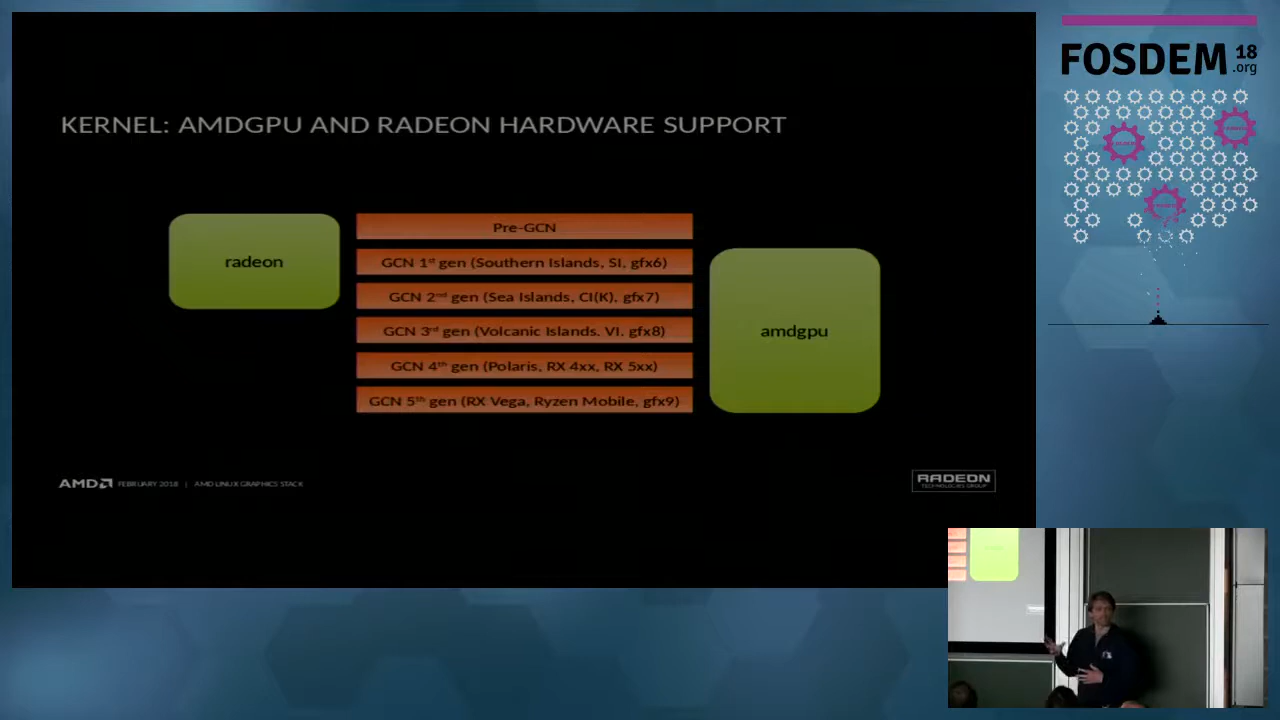 FOSDEM 18
.org
KERNEL: AMDGPU AND RADEON HARDWARE SUPPORT
Pre-GCN
radeon
GCN 1st gen (Southern Islands, SI, gfx6)
GCN 2nd gen (Sea Islands, CI(K), gfx7)
GCN 3rd gen (Volcanic Islands. VI. gfx8)
amdgpu
GCN 4th gen (Polaris, RX 4xx, RX 5xx)
GCN 5th gen (RX Vega, Ryzen Mobile, gfx9)
AMD FEBRUARY 2018 | AMD LINUX GRAPHICS STACK
RADEON
TECHNOLOGIES GROUP